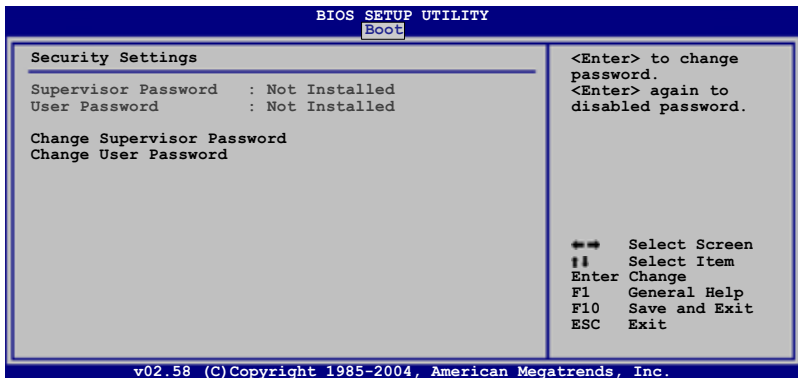 BIOS SETUP UTILITY
Boot
Security Settings
Supervisor Password : Not Installed
User Password : Not Installed
Change Supervisor Password
Change User Password
<Enter> to change
password.
<Enter> again to
disabled password.
←→ Select Screen
↑↓ Select Item
Enter Change
F1 General Help
F10 Save and Exit
ESC Exit
v02.58 (C)Copyright 1985-2004, American Megatrends, Inc.